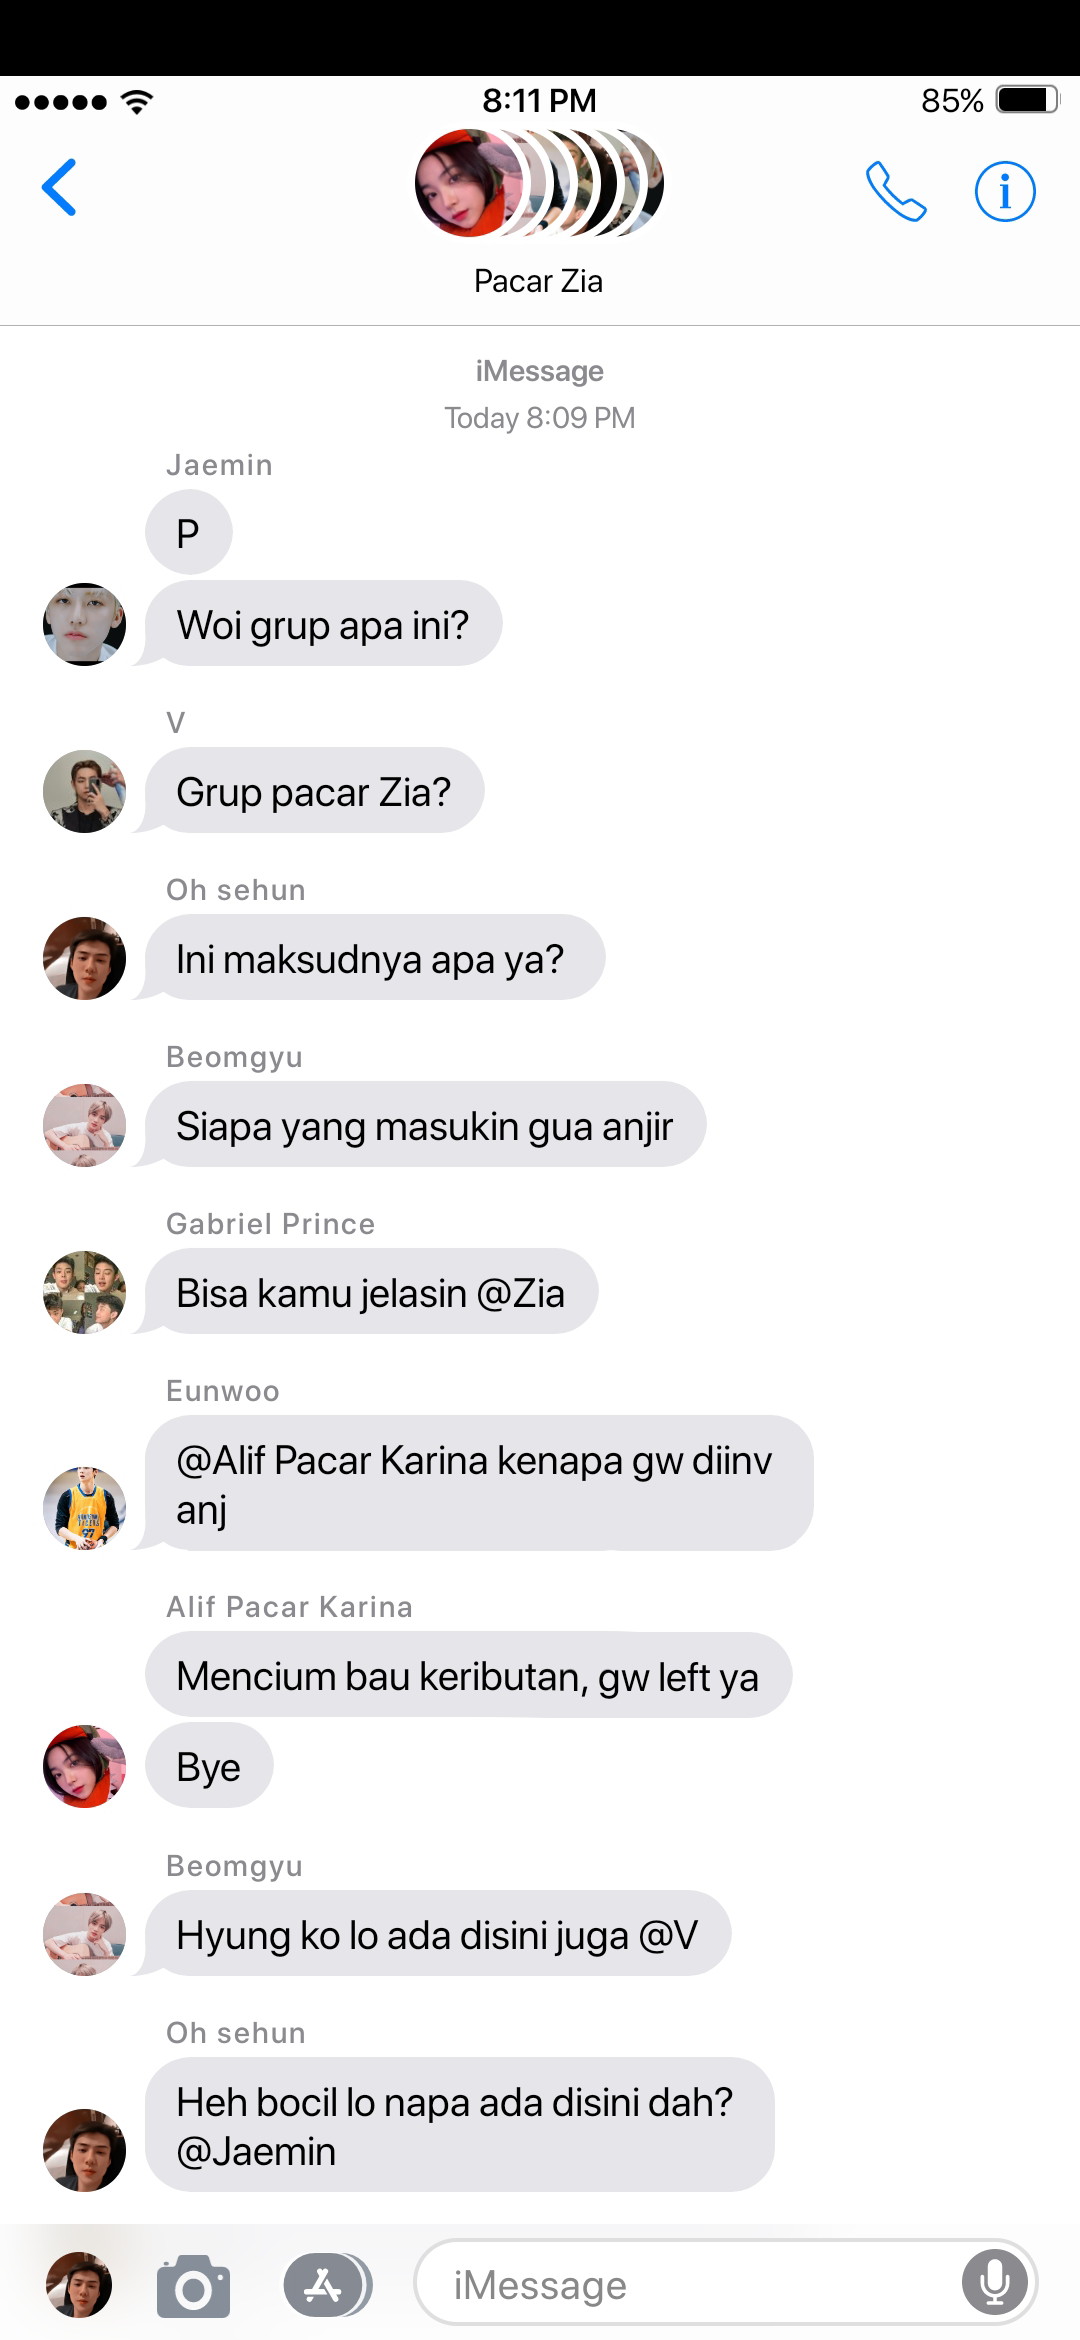 8:11 PM
85%
Pacar Zia
iMessage
Today 8:09 PM
Jaemin
P
Woi grup apa ini?
V
Grup pacar Zia?
Oh sehun
Ini maksudnya apa ya?
Beomgyu
Siapa yang masukin gua anjir
Gabriel Prince
Bisa kamu jelasin @Zia
Eunwoo
@Alif Pacar Karina kenapa gw diinv
anj
Alif Pacar Karina
Mencium bau keributan, gw left ya
Bye
Beomgyu
Hyung ko lo ada disini juga @V
Oh sehun
Heh bocil lo napa ada disini dah?
@Jaemin
iMessage